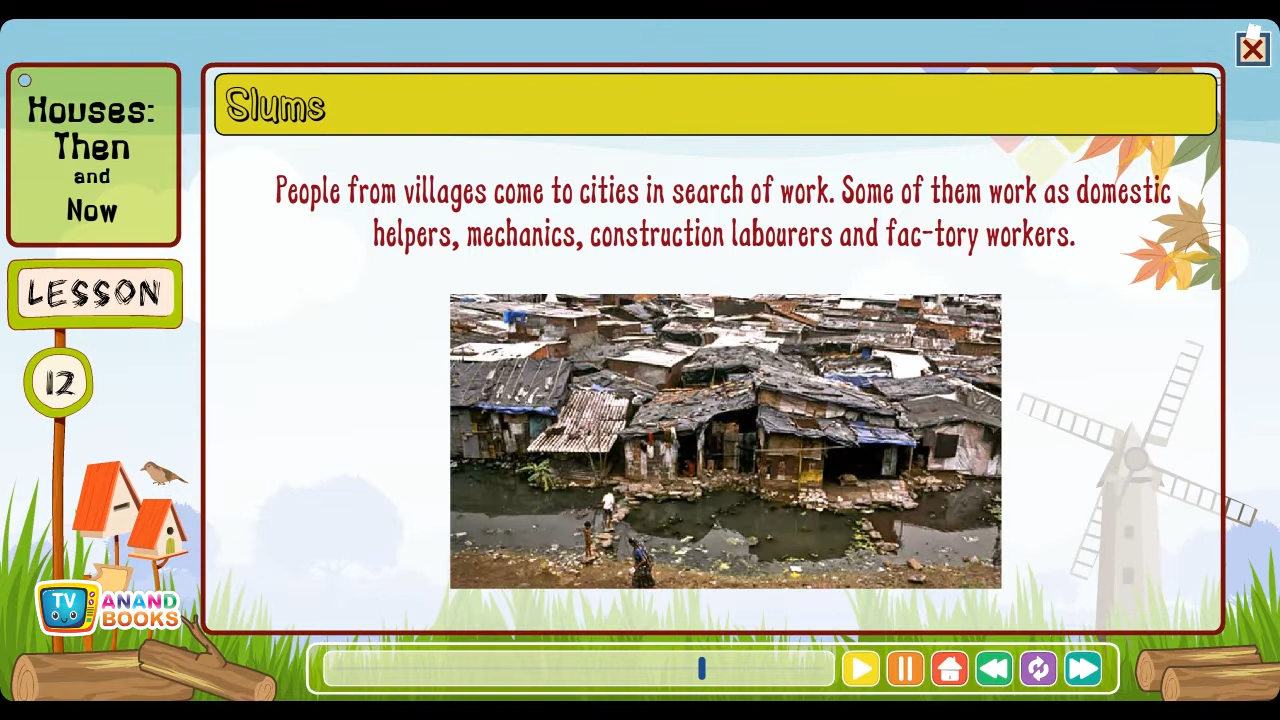 Slums
Houses:
Then
and
Now
People from villages come to cities in search of work. Some of them work as domestic
helpers, mechanics, construction labourers and fac-tory workers.
LESSON
12
TV
ANAND
BOOKS